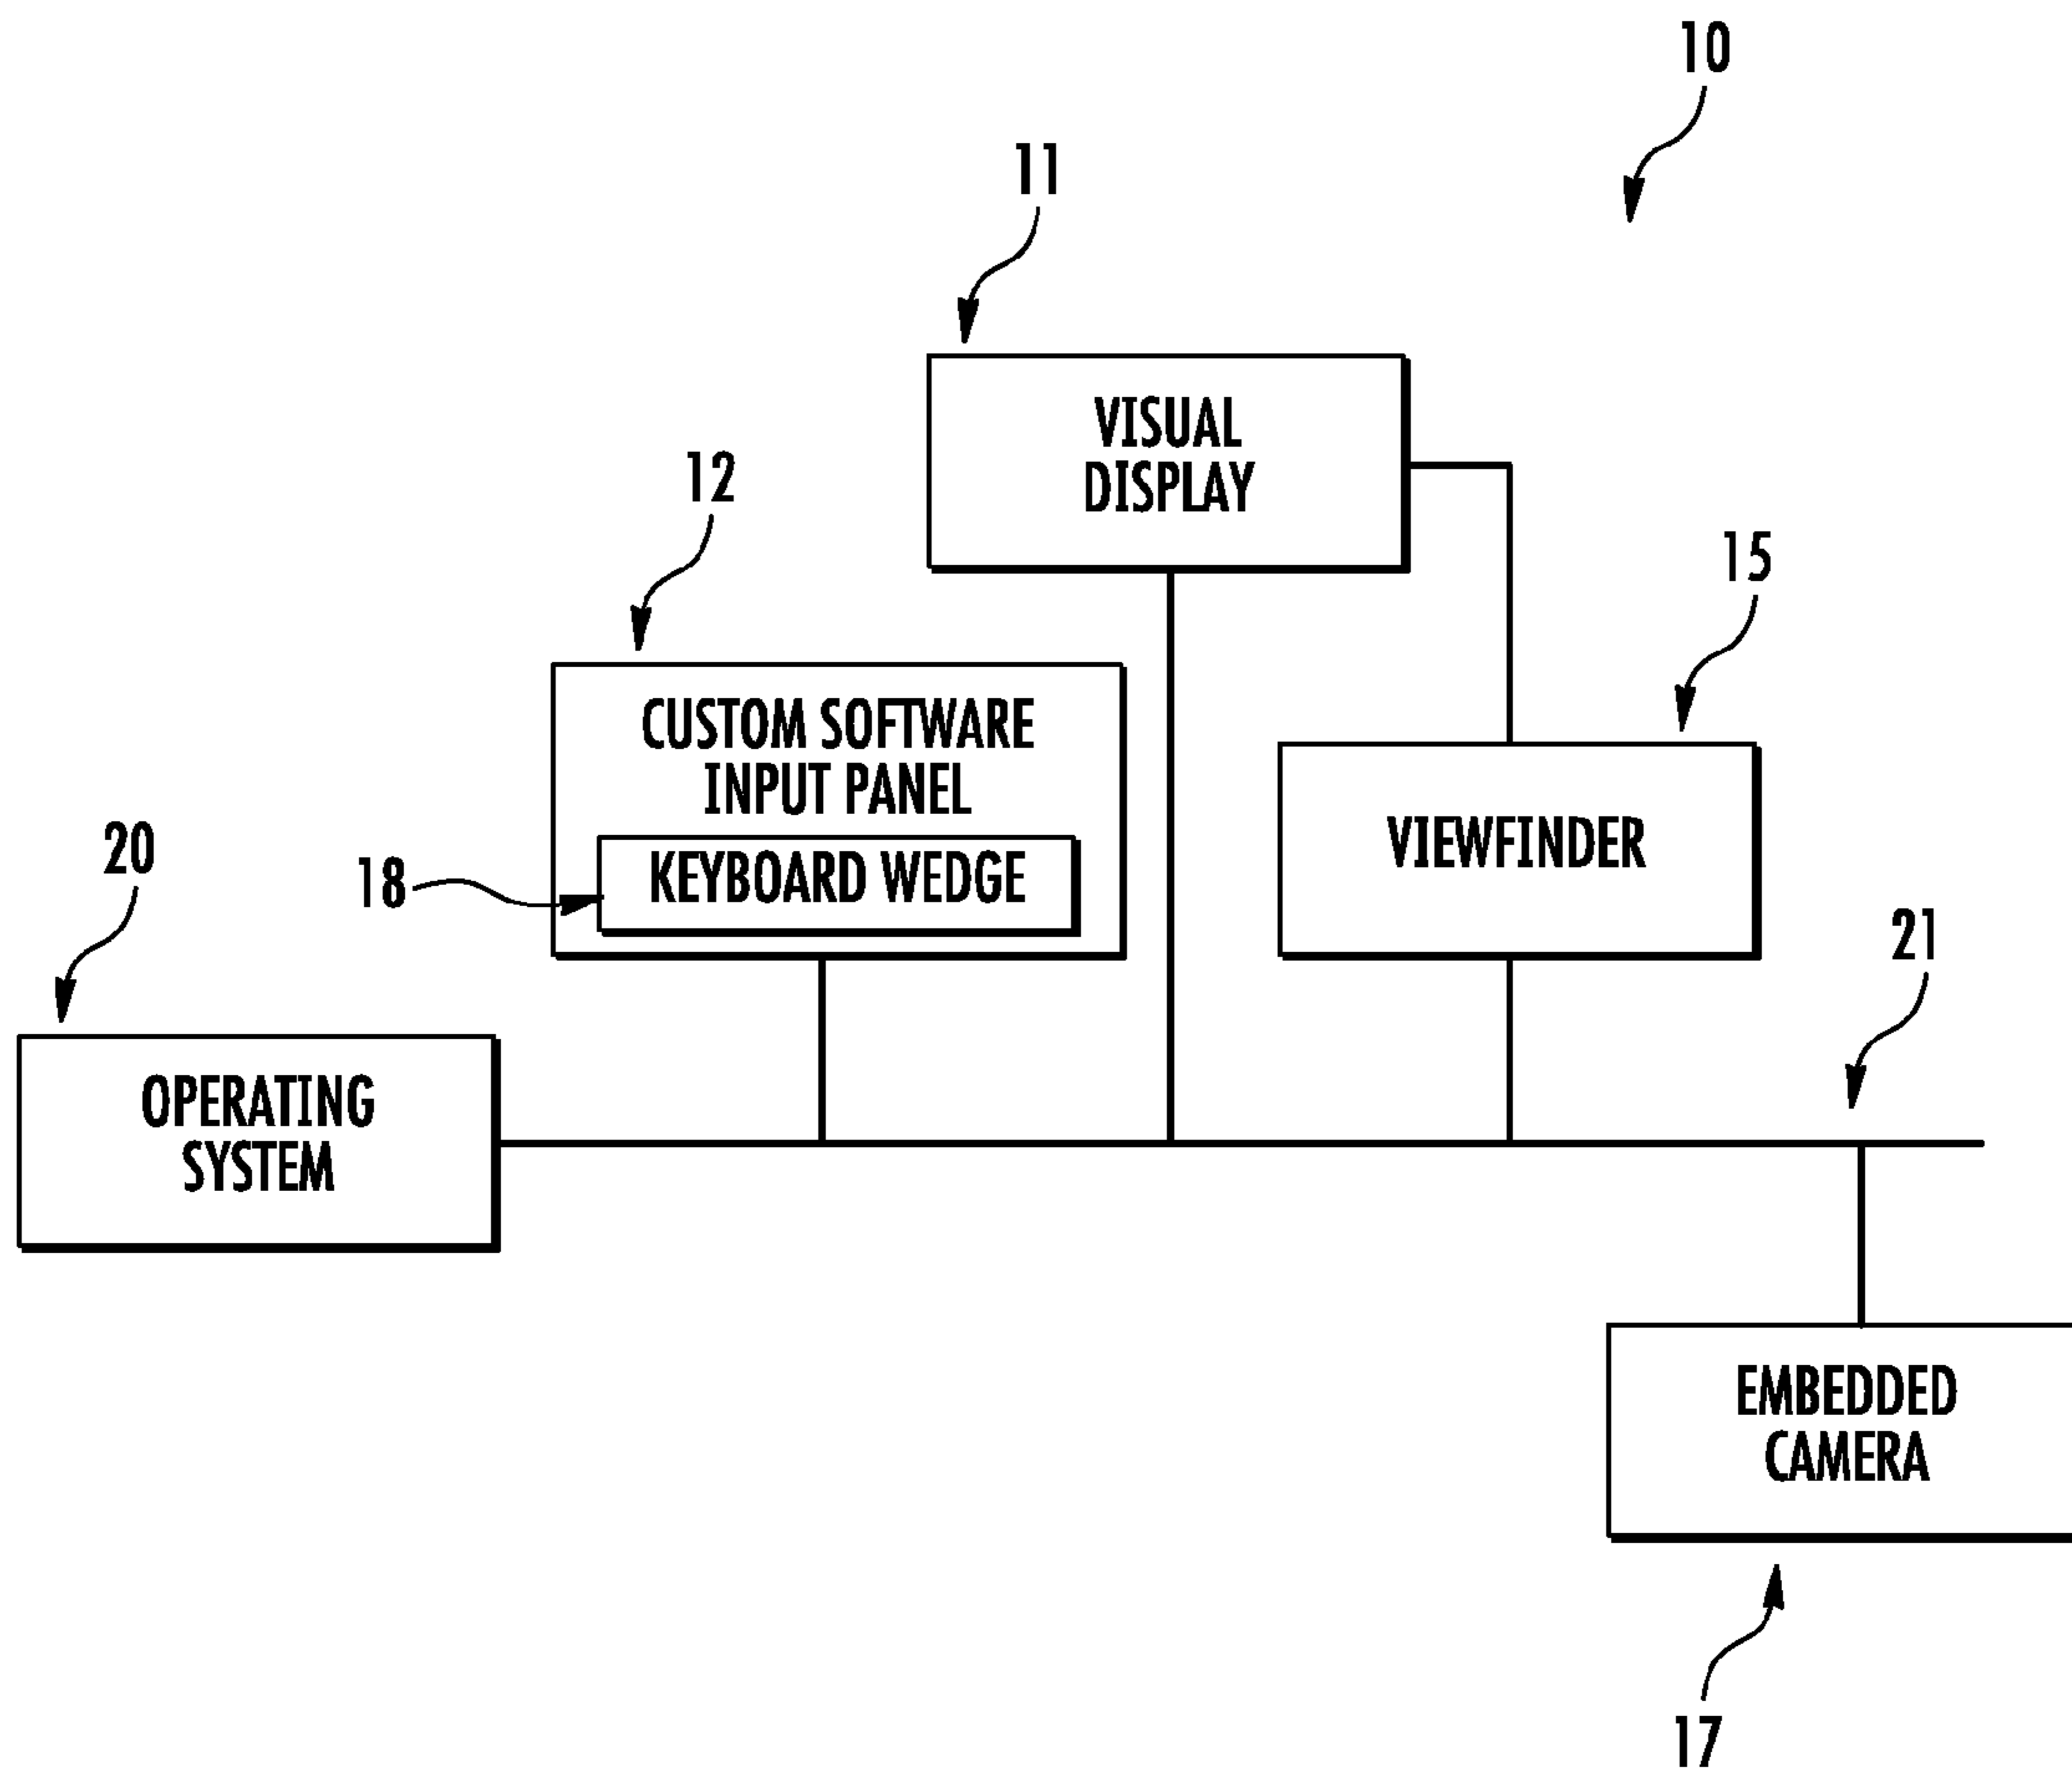 10
11
VISUAL
DISPLAY
12
15
CUSTOM SOFTWARE
INPUT PANEL
KEYBOARD WEDGE
18
VIEWFINDER
20
21
OPERATING
SYSTEM
EMBEDDED
CAMERA
17